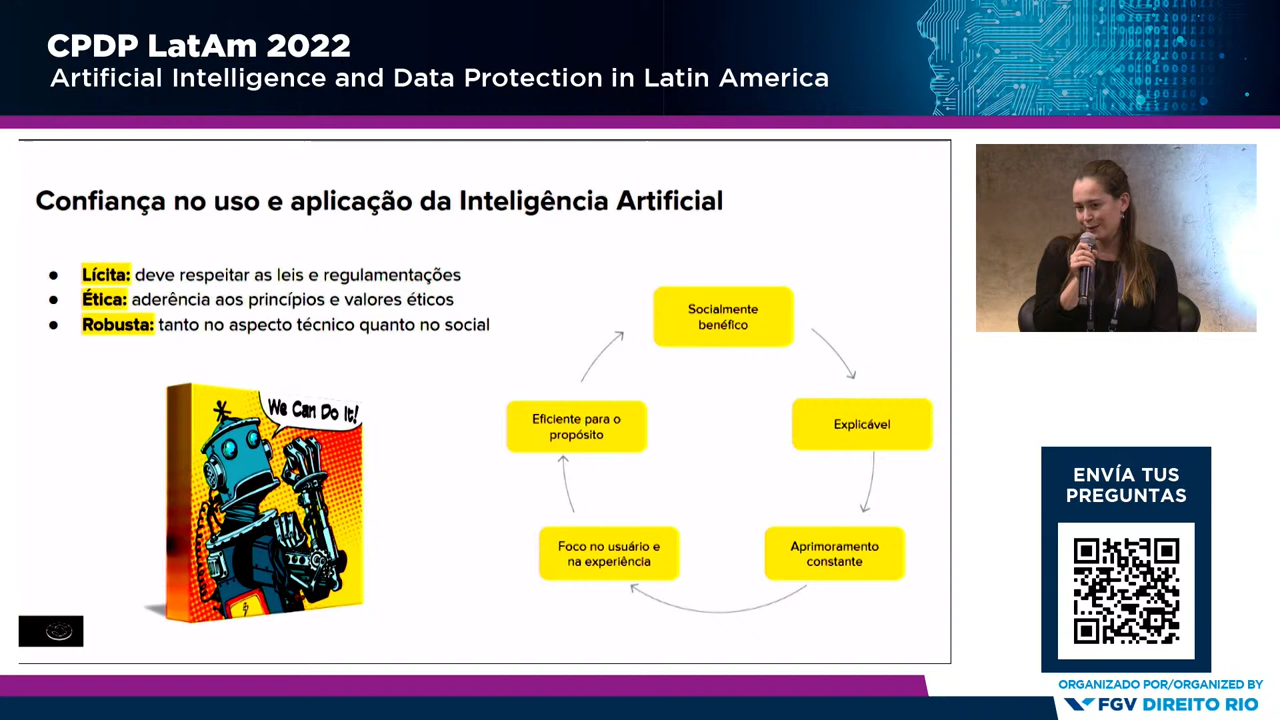 CPDP LatAm 2022
Artificial Intelligence and Data Protection in Latin America
Confiança no uso e aplicação da Inteligência Artificial
● Lícita: deve respeitar as leis e regulamentações
● Ética: aderência aos princípios e valores éticos
● Robusta: tanto no aspecto técnico quanto no social
We Can Do It!
Socialmente
benéfico
Explicável
Aprimoramento
constante
Foco no usuário e
na experiência
Eficiente para o
propósito
ENVÍA TUS
PREGUNTAS
ORGANIZADO POR/ORGANIZED BY
FGV DIREITO RIO